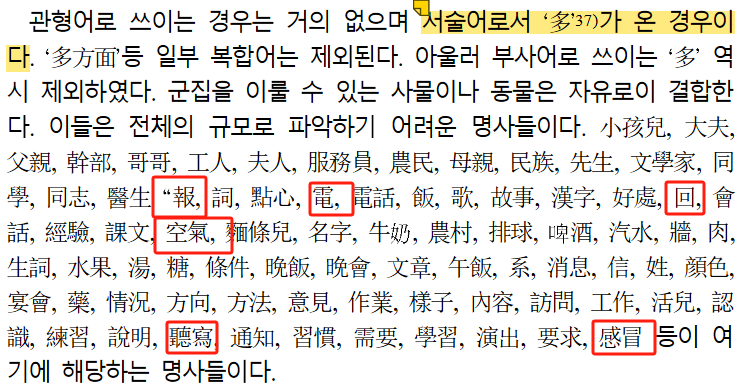 관형어로 쓰이는 경우는 거의 없으며 서술어로서 ‘多’37)가 온 경우이
다. ‘多方面’등 일부 복합어는 제외된다. 아울러 부사어로 쓰이는 ‘多’ 역
시 제외하였다. 군집을 이룰 수 있는 사물이나 동물은 자유로이 결합한
다. 이들은 전체의 규모로 파악하기 어려운 명사들이다. 小孩兒, 大夫,
父親, 幹部, 哥哥, 工人, 夫人, 服務員, 農民, 母親, 民族, 先生, 文學家, 同
學, 同志, 醫生 “報, 詞, 點心, 電, 電話, 飯, 歌, 故事, 漢字, 好處, 回, 會
話, 經驗, 課文, 空氣, 麵條兒, 名字, 牛奶, 農村, 排球, 啤酒, 汽水, 牆, 肉,
生詞, 水果, 湯, 糖, 條件, 晚飯, 晚會, 文章, 午飯, 系, 消息, 信, 姓, 顔色,
宴會, 藥, 情況, 方向, 方法, 意見, 作業, 樣子, 內容, 訪問, 工作, 活兒, 認
識, 練習, 說明, 聽寫, 通知, 習慣, 需要, 學習, 演出, 要求, 感冒 등이 여
기에 해당하는 명사들이다.